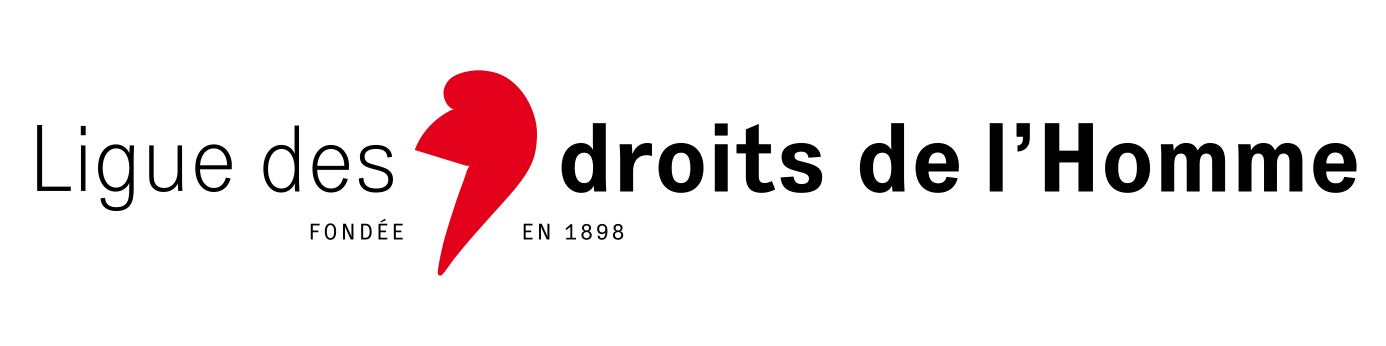 Ligue des droits de l’Homme
FONDÉE EN 1898